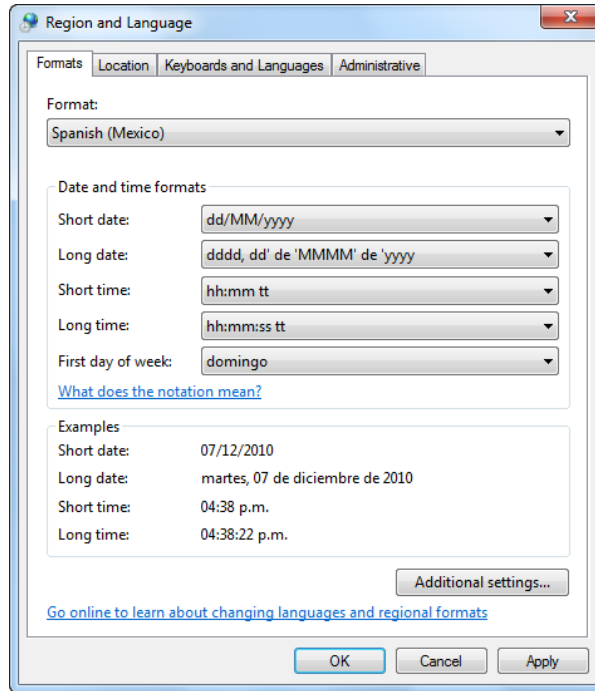 Region and Language
Formats Location Keyboards and Languages Administrative
Format:
Spanish (Mexico)
Date and time formats
Short date: dd/MM/yyyy
Long date: dddd, dd' de 'MMMM' de 'yyyy
Short time: hh:mm tt
Long time: hh:mm:ss tt
First day of week: domingo
What does the notation mean?
Examples
Short date: 07/12/2010
Long date: martes, 07 de diciembre de 2010
Short time: 04:38 p.m.
Long time: 04:38:22 p.m.
Additional settings...
Go online to learn about changing languages and regional formats
OK Cancel Apply